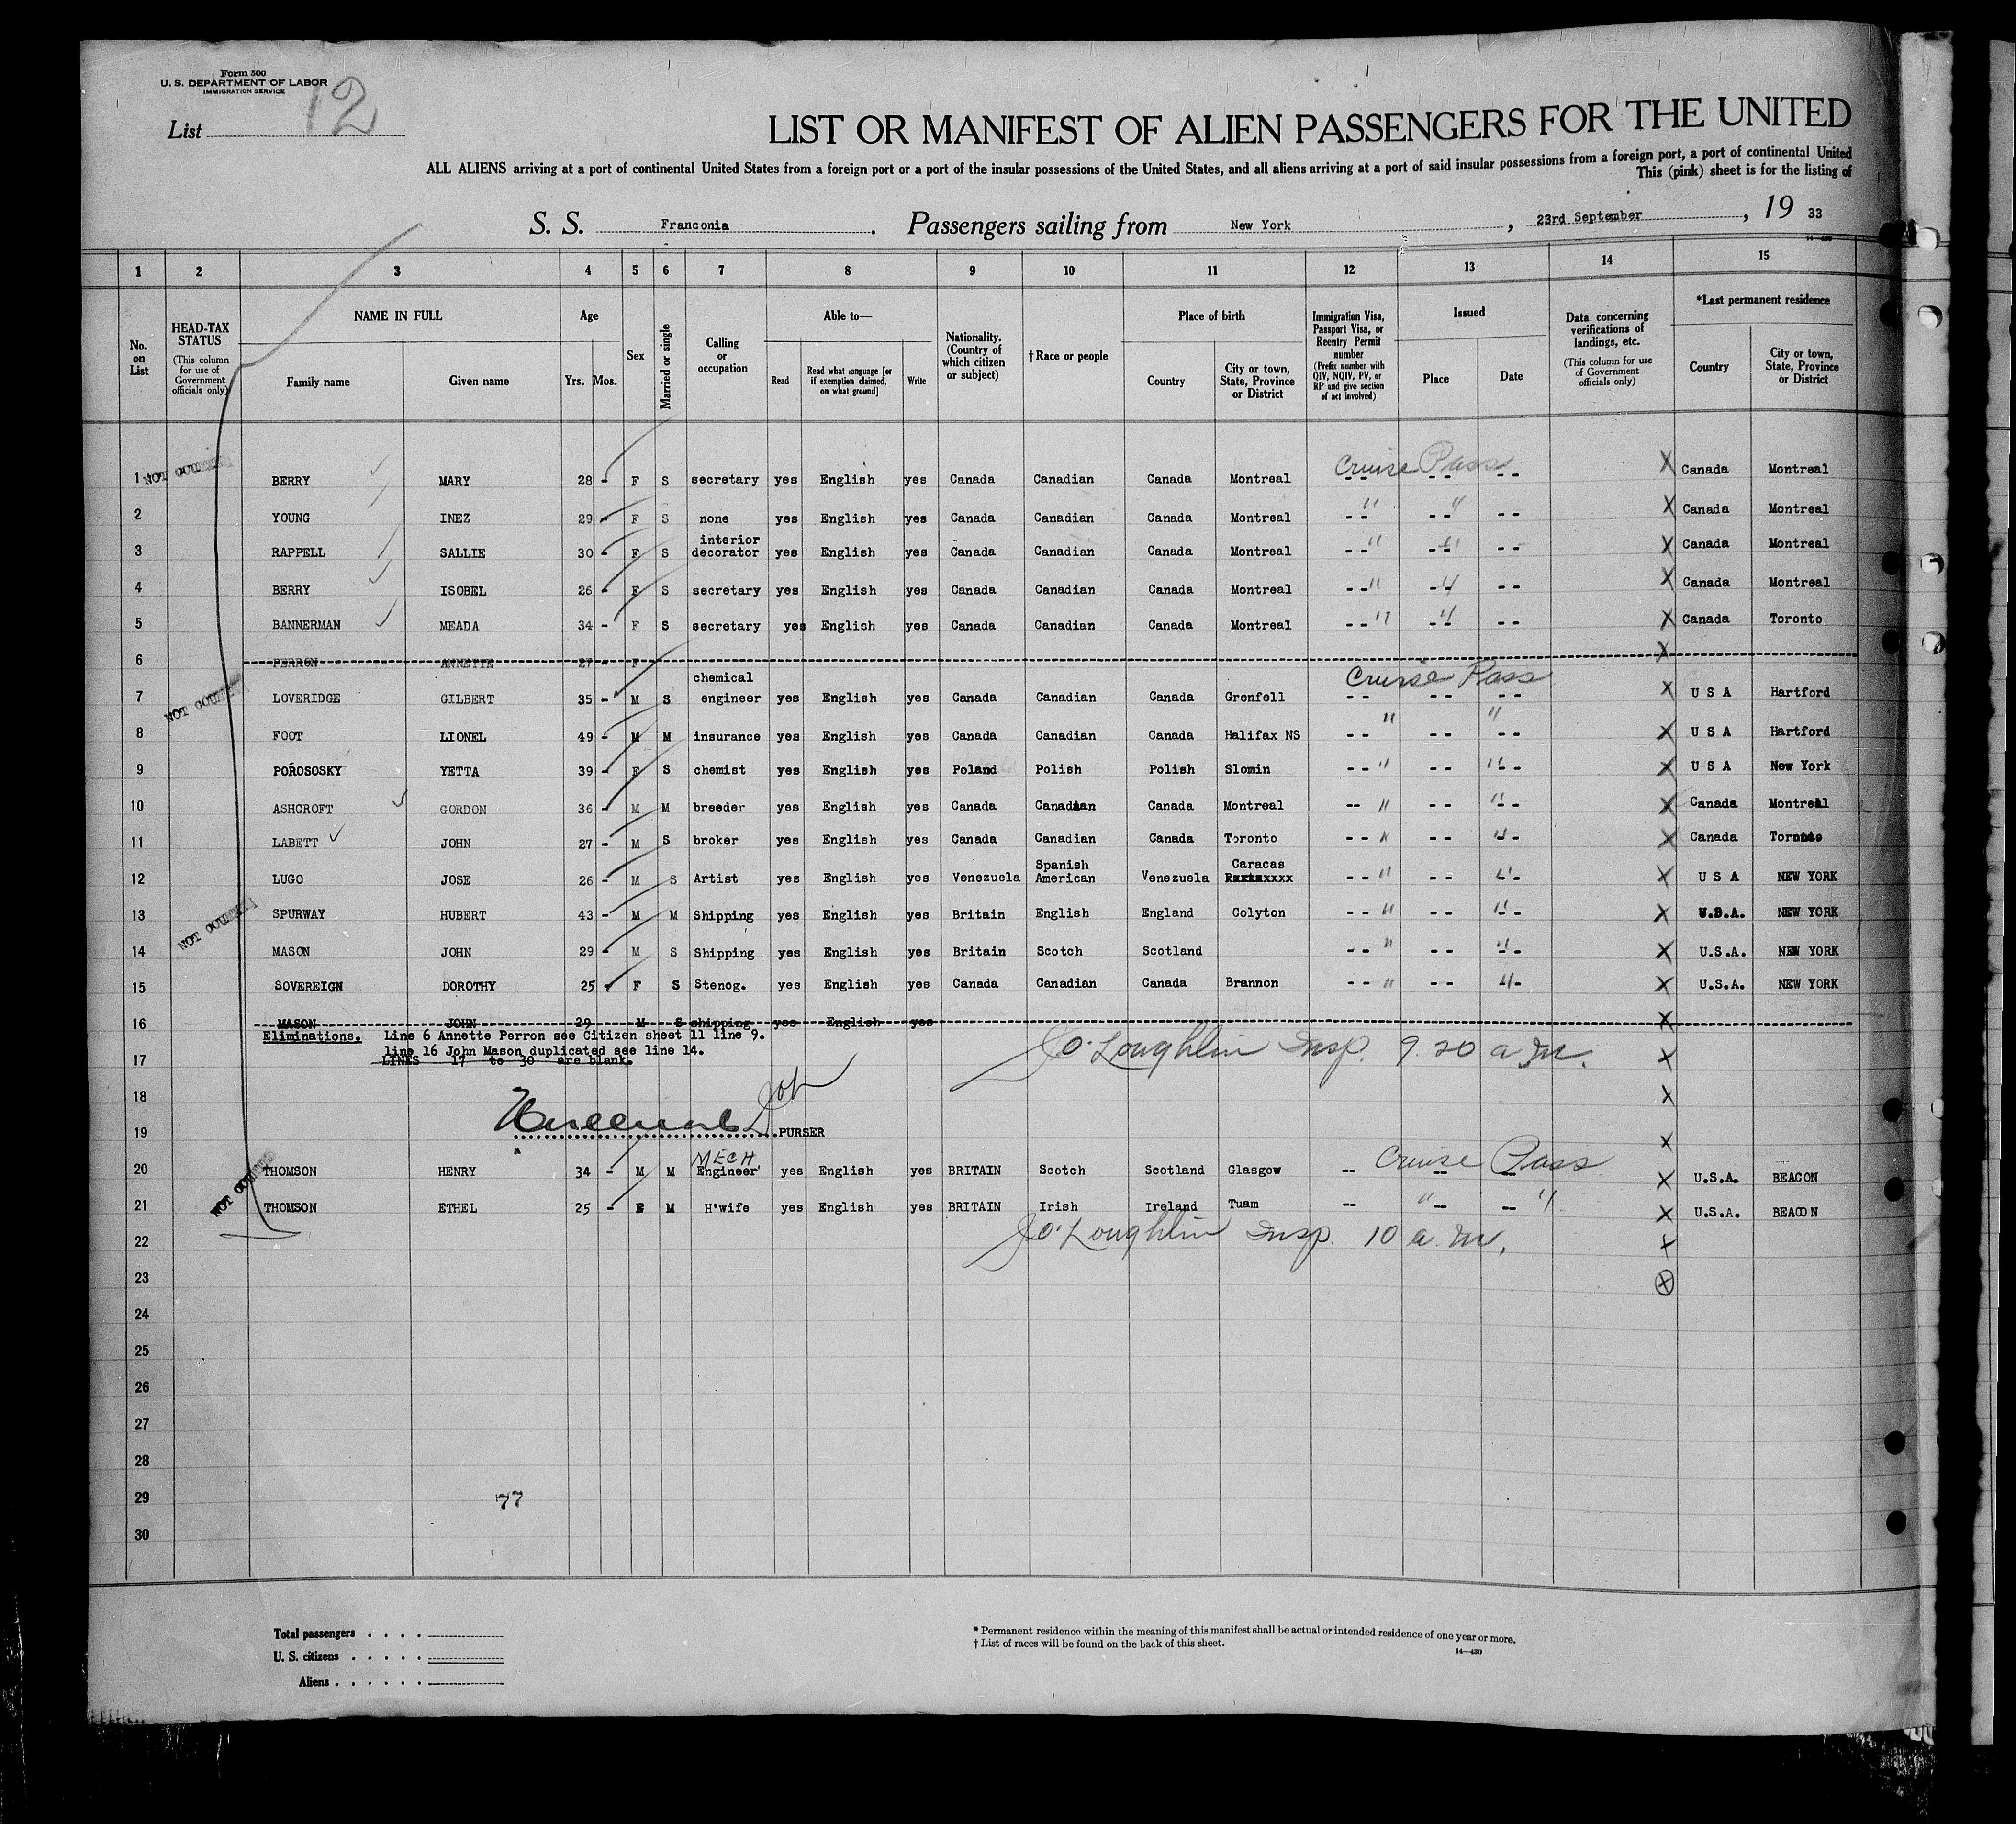 Form 500
U. S. DEPARTMENT OF LABOR
IMMIGRATION SERVICE
List 12
LIST OR MANIFEST OF ALIEN PASSENGERS FOR THE UNITED
ALL ALIENS arriving at a port of continental United States from a foreign port or a port of the insular possessions of the United States, and all aliens arriving at a port of said insular possessions from a foreign port, a port of continental United
This (pink) sheet is for the listing of
S. S. Franconia. Passengers sailing from New York, 23rd September, 19 33
14-430
1 2 3 4 5 6 7 8 9 10 11 12 13 14 15
No. on List
HEAD-TAX STATUS (This column for use of Government officials only)
NAME IN FULL Family name Given name
Age Yrs. Mos.
Sex
Married or single
Calling or occupation
Able to— Read Read what language [or if exemption claimed, on what ground] Write
Nationality. (Country of which citizen or subject)
†Race or people
Place of birth Country City or town, State, Province or District
Immigration Visa, Passport Visa, or Reentry Permit number (Prefix number with QIV, NQIV, PV, or RP and give section of act involved)
Issued Place Date
Data concerning verifications of landings, etc. (This column for use of Government officials only)
*Last permanent residence Country City or town, State, Province or District
Cruise Pass
1 NOT COUNTED BERRY MARY 28 - F S secretary yes English yes Canada Canadian Canada Montreal -- -- -- X Canada Montreal
2 YOUNG INEZ 29 - F S none yes English yes Canada Canadian Canada Montreal -- " -- " -- X Canada Montreal
3 RAPPELL SALLIE 30 - F S interior decorator yes English yes Canada Canadian Canada Montreal -- " -- " -- X Canada Montreal
4 BERRY ISOBEL 26 - F S secretary yes English yes Canada Canadian Canada Montreal -- " -- " -- X Canada Montreal
5 BANNERMAN MEADA 34 - F S secretary yes English yes Canada Canadian Canada Montreal -- " -- " -- X Canada Toronto
6 PERRON ANNETTE 27 - F X
Cruise Pass
7 NOT COUNTED LOVERIDGE GILBERT 35 - M S chemical engineer yes English yes Canada Canadian Canada Grenfell -- -- -- X U S A Hartford
8 FOOT LIONEL 49 - M M insurance yes English yes Canada Canadian Canada Halifax NS -- " -- -- " X U S A Hartford
9 POROSOSKY YETTA 39 - F S chemist yes English yes Poland Polish Polish Slomin -- " -- -- " X U S A New York
10 ASHCROFT GORDON 36 - M M breeder yes English yes Canada Canadian Canada Montreal -- " -- -- " X Canada Montreal
11 LABETT JOHN 27 - M S broker yes English yes Canada Canadian Canada Toronto -- " -- -- " X Canada Toronto
12 LUGO JOSE 26 - M S Artist yes English yes Venezuela Spanish American Venezuela Caracas -- " -- -- " X U S A NEW YORK
13 NOT COUNTED SPURWAY HUBERT 43 - M M Shipping yes English yes Britain English England Colyton -- " -- -- " X U.S.A. NEW YORK
14 MASON JOHN 29 - M S Shipping yes English yes Britain Scotch Scotland -- " -- -- " X U.S.A. NEW YORK
15 SOVEREIGN DOROTHY 25 - F S Stenog. yes English yes Canada Canadian Canada Brannon -- " -- -- " X U.S.A. NEW YORK
16 MASON JOHN 29 M S shipping yes English yes X
Eliminations. Line 6 Annette Perron see Citizen sheet 11 line 9.
line 16 John Mason duplicated see line 14.
17 LINES 17 to 30 are blank. J O'Loughlin Insp. 9.20 a.m. X
18 X
19 PURSER X
Cruise Pass
20 NOT COUNTED THOMSON HENRY 34 - M M MECH Engineer yes English yes BRITAIN Scotch Scotland Glasgow -- -- -- X U.S.A. BEACON
21 THOMSON ETHEL 25 - F M H'wife yes English yes BRITAIN Irish Ireland Tuam -- " -- -- " X U.S.A. BEACON
22 J O'Loughlin Insp. 10 a.m. X
23 X
24
25
26
27
28
29 77
30
Total passengers . . . .
U. S. citizens . . . . .
Aliens . . . . . .
* Permanent residence within the meaning of this manifest shall be actual or intended residence of one year or more.
† List of races will be found on the back of this sheet.
14-430